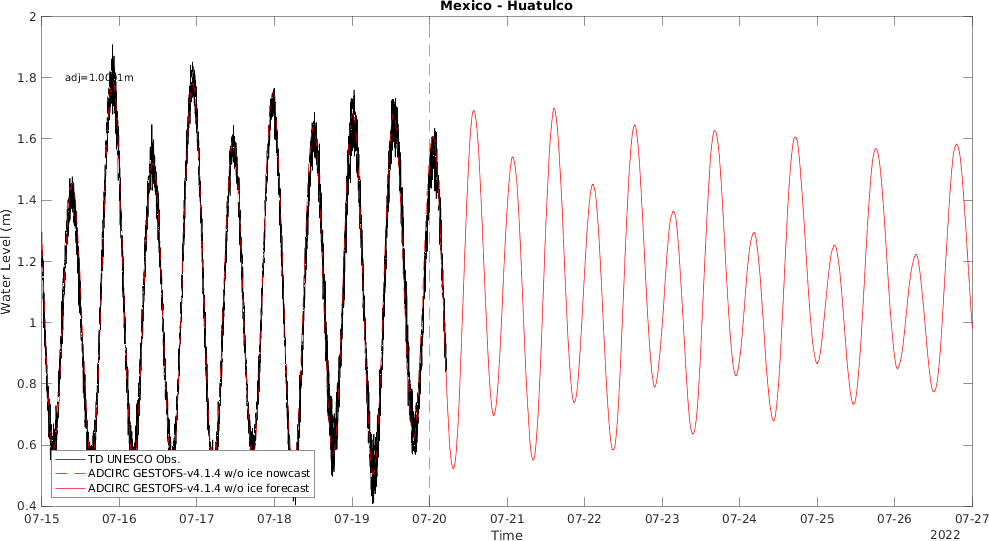 Mexico - Huatulco
2
1.8
1.6
1.4
1.2
1
0.8
0.6
0.4
Water Level (m)
adj=1.0001m
TD UNESCO Obs.
ADCIRC GESTOFS-v4.1.4 w/o ice nowcast
ADCIRC GESTOFS-v4.1.4 w/o ice forecast
07-15 07-16 07-17 07-18 07-19 07-20 07-21 07-22 07-23 07-24 07-25 07-26 07-27
Time
2022